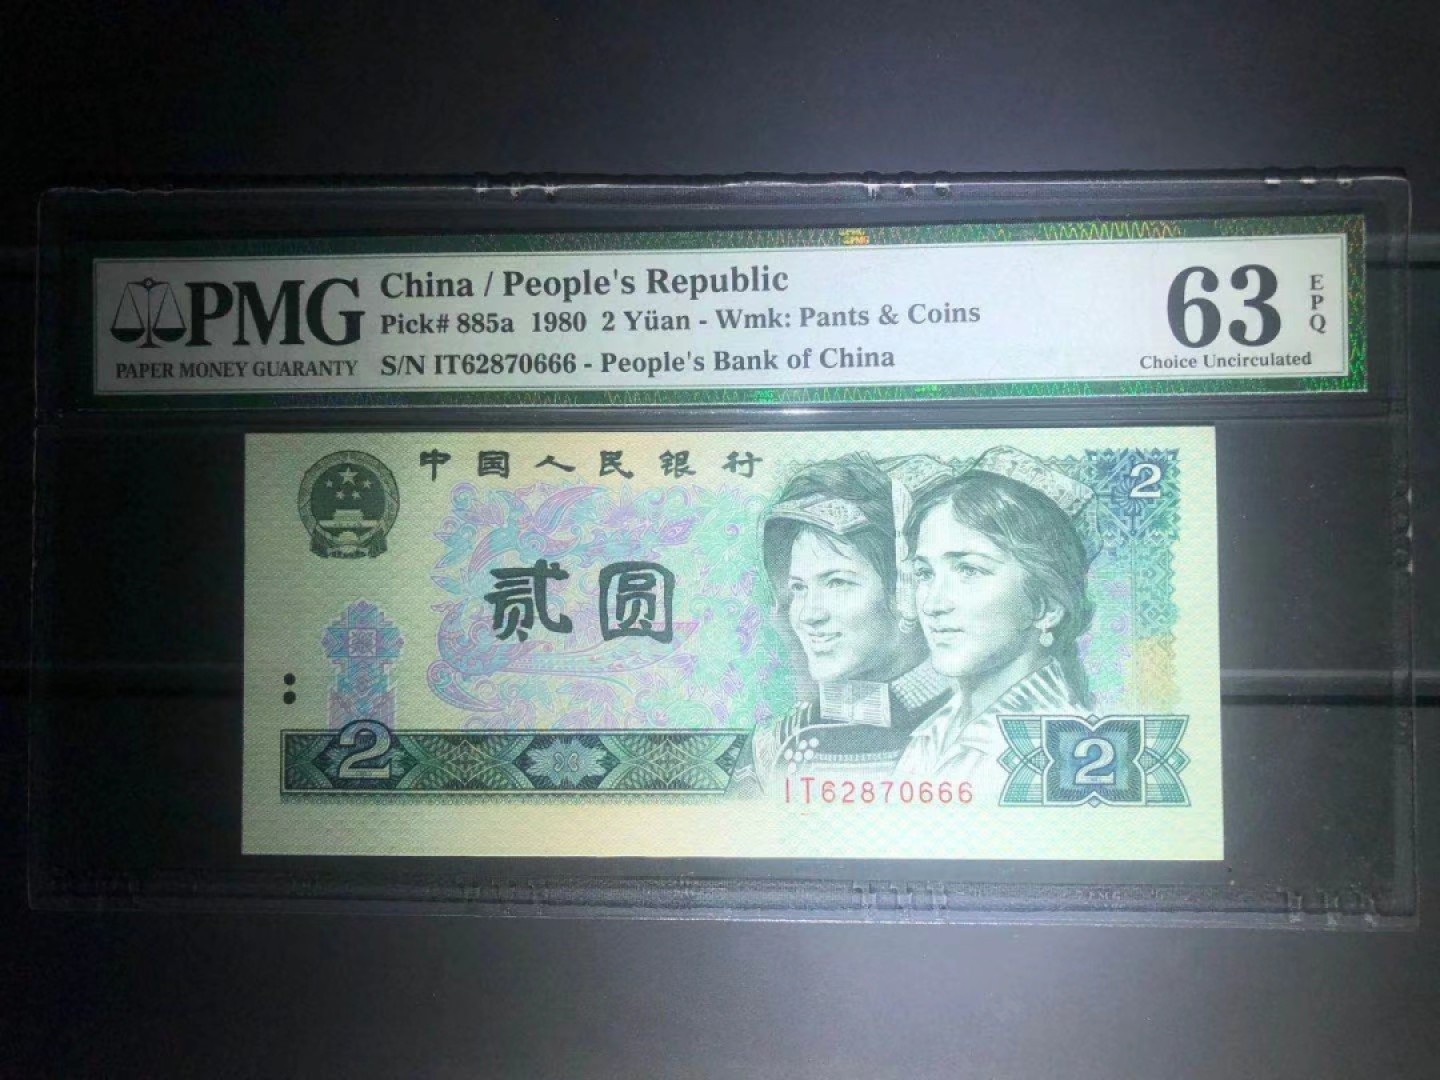 PMG
PAPER MONEY GUARANTY
China / People's Republic
Pick# 885a 1980 2 Yüan - Wmk: Pants & Coins
S/N IT62870666 - People's Bank of China
63
EPQ
Choice Uncirculated
中国人民银行
2
贰圆
2
2
IT62870666